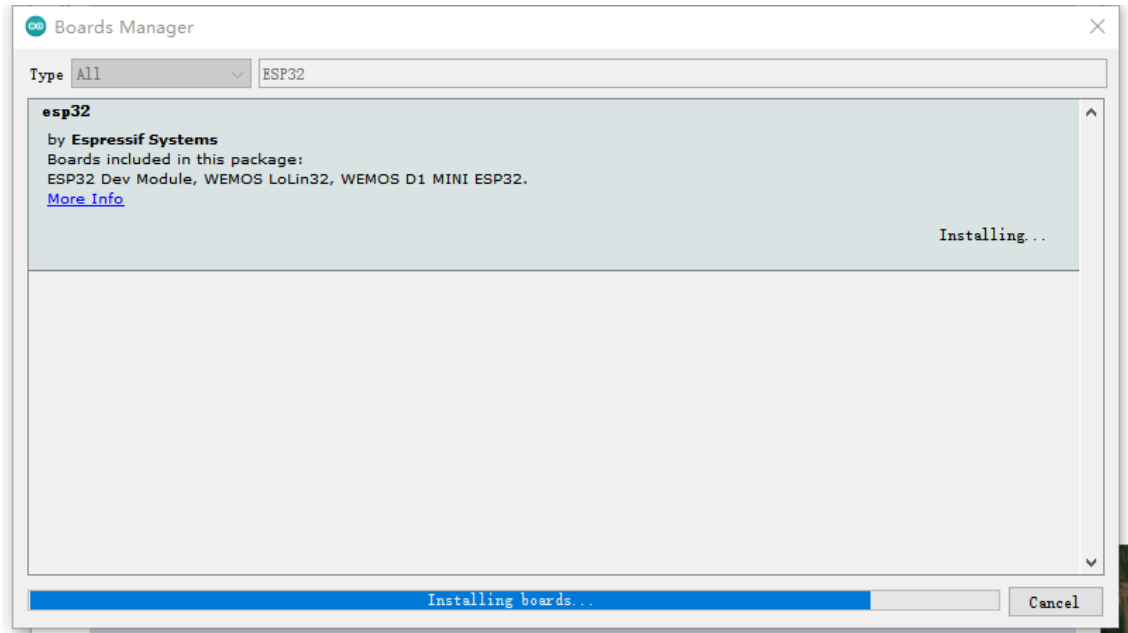 Boards Manager
Type All ESP32
esp32
by Espressif Systems
Boards included in this package:
ESP32 Dev Module, WEMOS LoLin32, WEMOS D1 MINI ESP32.
More Info
Installing...
Installing boards...
Cancel